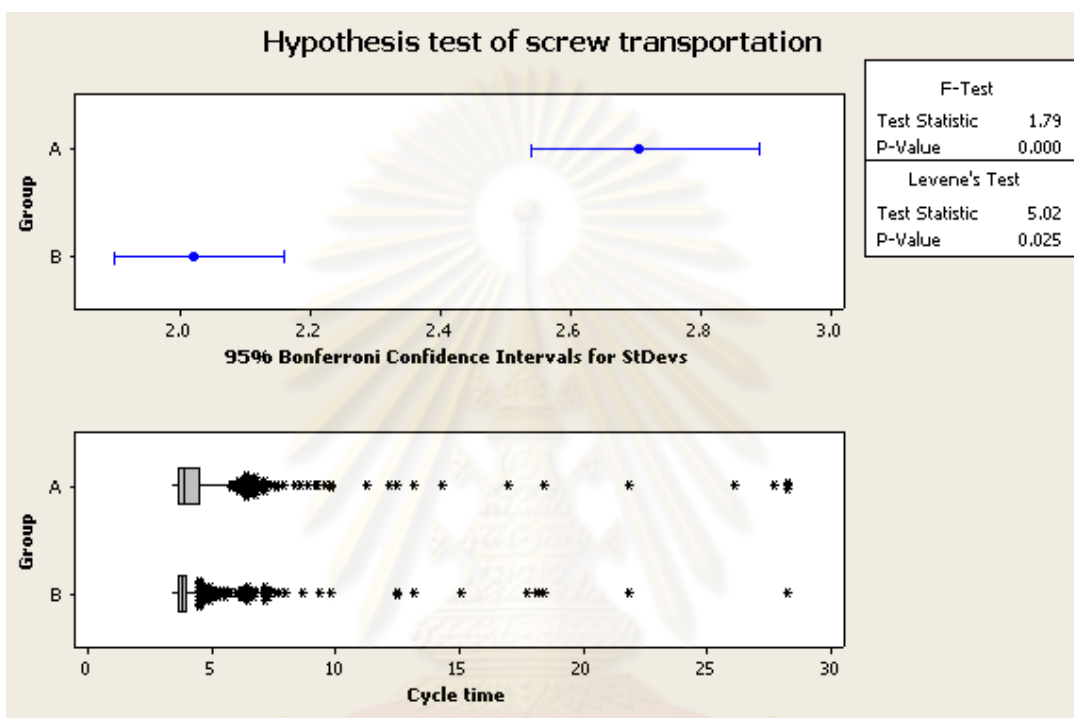 Hypothesis test of screw transportation
Group
A
B
2.0 2.2 2.4 2.6 2.8 3.0
95% Bonferroni Confidence Intervals for StDevs
F-Test
Test Statistic 1.79
P-Value 0.000
Levene's Test
Test Statistic 5.02
P-Value 0.025
Group
A
B
0 5 10 15 20 25 30
Cycle time